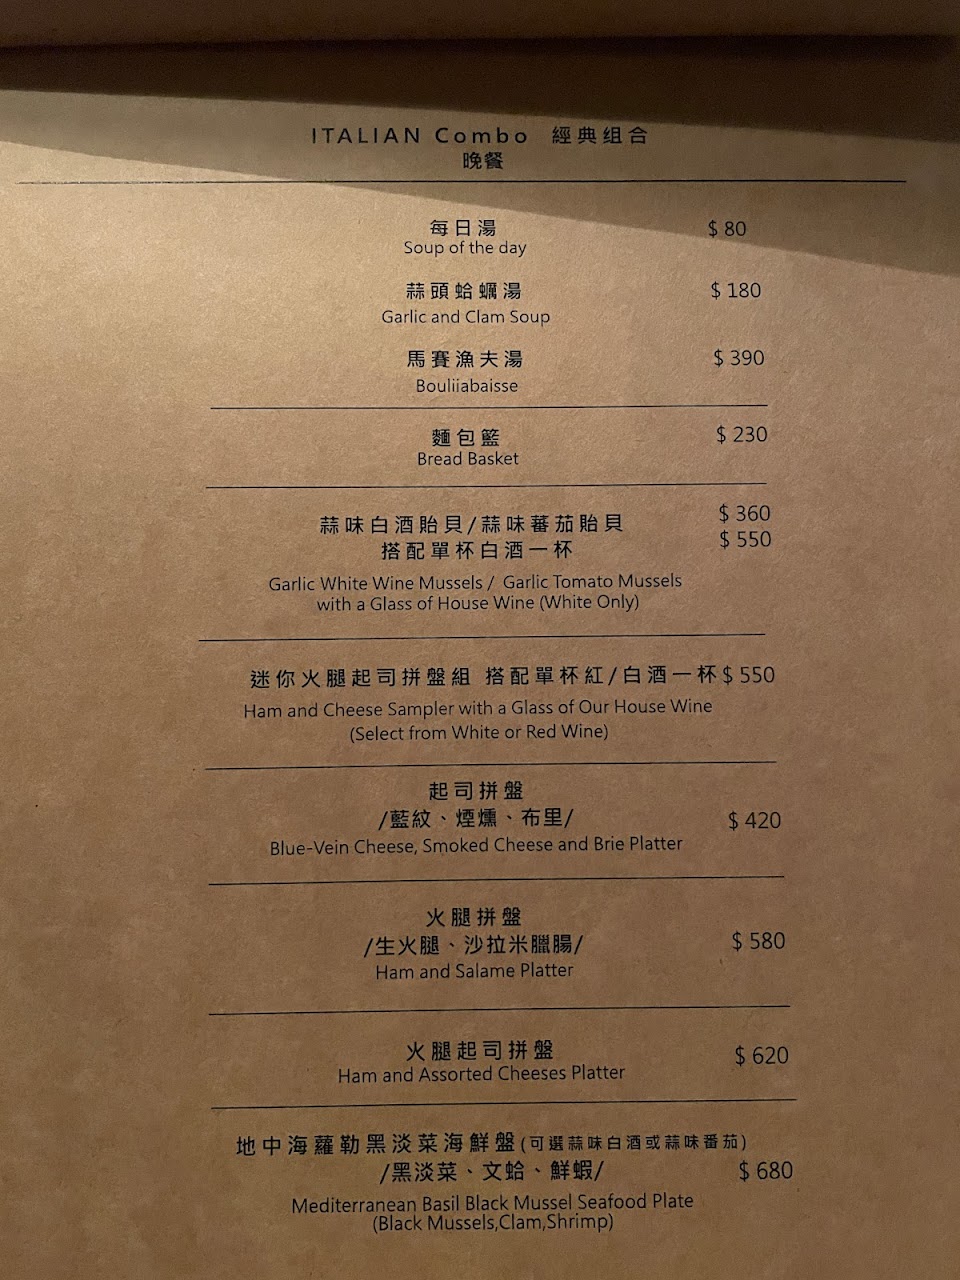 ITALIAN Combo 經典组合
晚餐
每日湯 $ 80
Soup of the day
蒜頭蛤蠣湯 $ 180
Garlic and Clam Soup
馬賽漁夫湯 $ 390
Bouliiabaisse
麵包籃 $ 230
Bread Basket
蒜味白酒貽貝/蒜味蕃茄貽貝 $ 360
搭配單杯白酒一杯 $ 550
Garlic White Wine Mussels / Garlic Tomato Mussels
with a Glass of House Wine (White Only)
迷你火腿起司拼盤組 搭配單杯紅/白酒一杯 $ 550
Ham and Cheese Sampler with a Glass of Our House Wine
(Select from White or Red Wine)
起司拼盤
/藍紋、煙燻、布里/ $ 420
Blue-Vein Cheese, Smoked Cheese and Brie Platter
火腿拼盤
/生火腿、沙拉米臘腸/ $ 580
Ham and Salame Platter
火腿起司拼盤 $ 620
Ham and Assorted Cheeses Platter
地中海蘿勒黑淡菜海鮮盤(可選蒜味白酒或蒜味番茄)
/黑淡菜、文蛤、鮮蝦/ $ 680
Mediterranean Basil Black Mussel Seafood Plate
(Black Mussels,Clam,Shrimp)